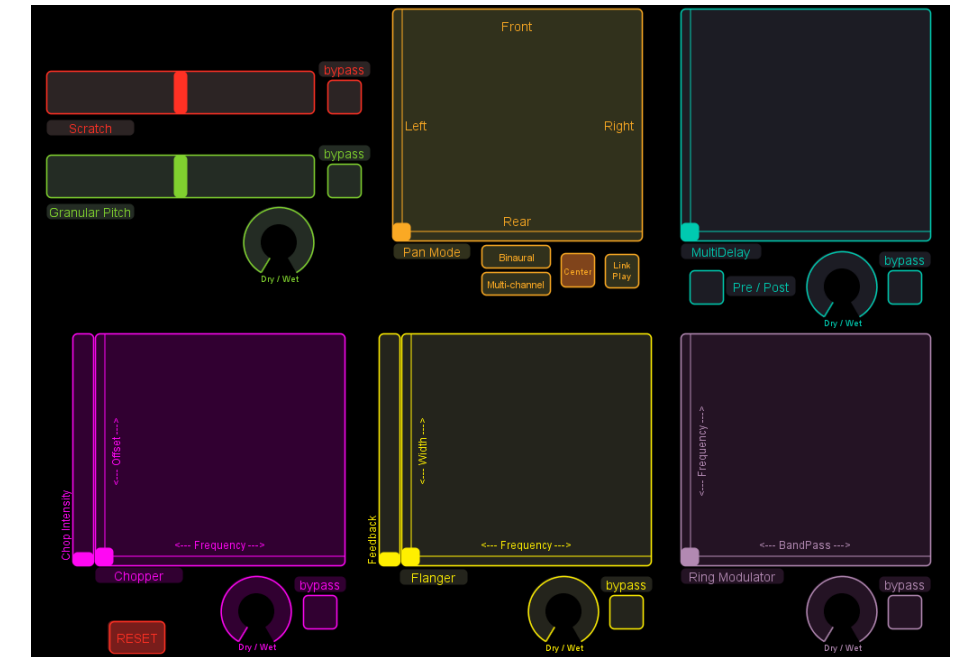 bypass
Scratch
bypass
Granular Pitch
Dry / Wet
Front
Left
Right
Rear
Pan Mode
Binaural
Multi-channel
Center
Link
Play
MultiDelay
Pre / Post
bypass
Dry / Wet
Chop Intensity
<--- Offset --->
<--- Frequency --->
Chopper
bypass
Dry / Wet
RESET
Feedback
<--- Width --->
<--- Frequency --->
Flanger
bypass
Dry / Wet
<--- Frequency --->
<--- BandPass --->
Ring Modulator
bypass
Dry / Wet